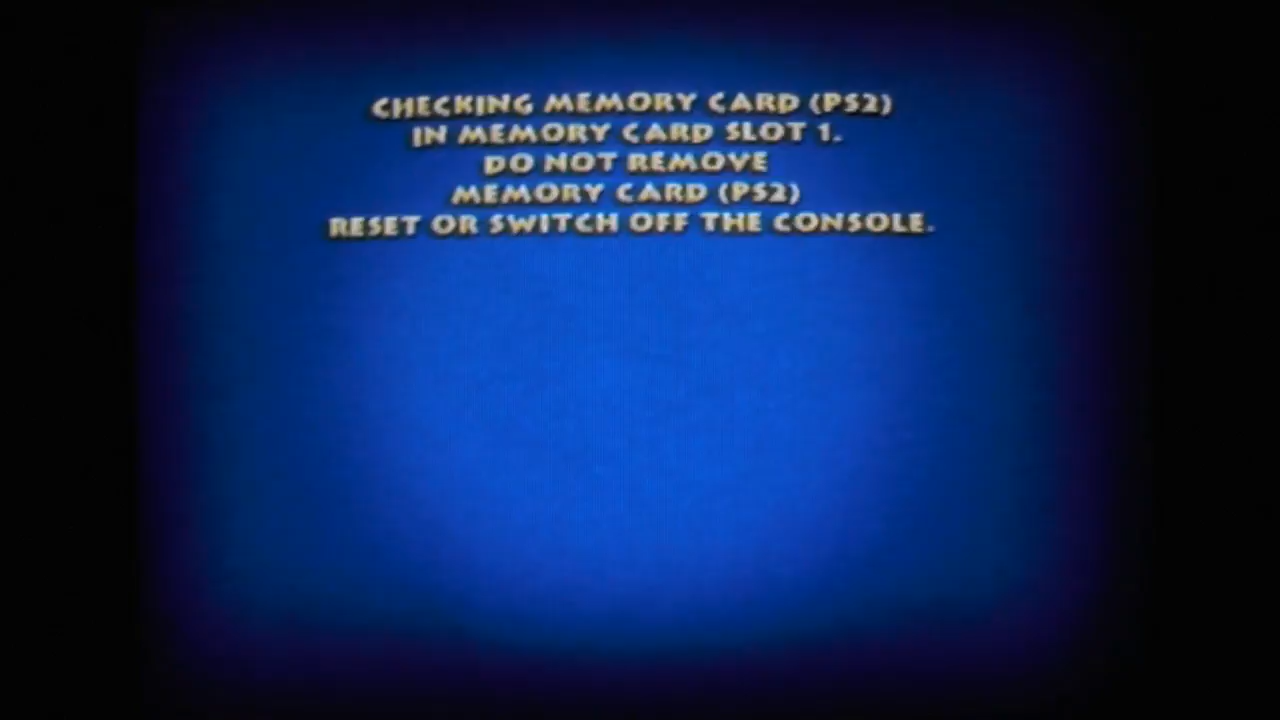 CHECKING MEMORY CARD (PS2)
IN MEMORY CARD SLOT 1.
DO NOT REMOVE
MEMORY CARD (PS2)
RESET OR SWITCH OFF THE CONSOLE.